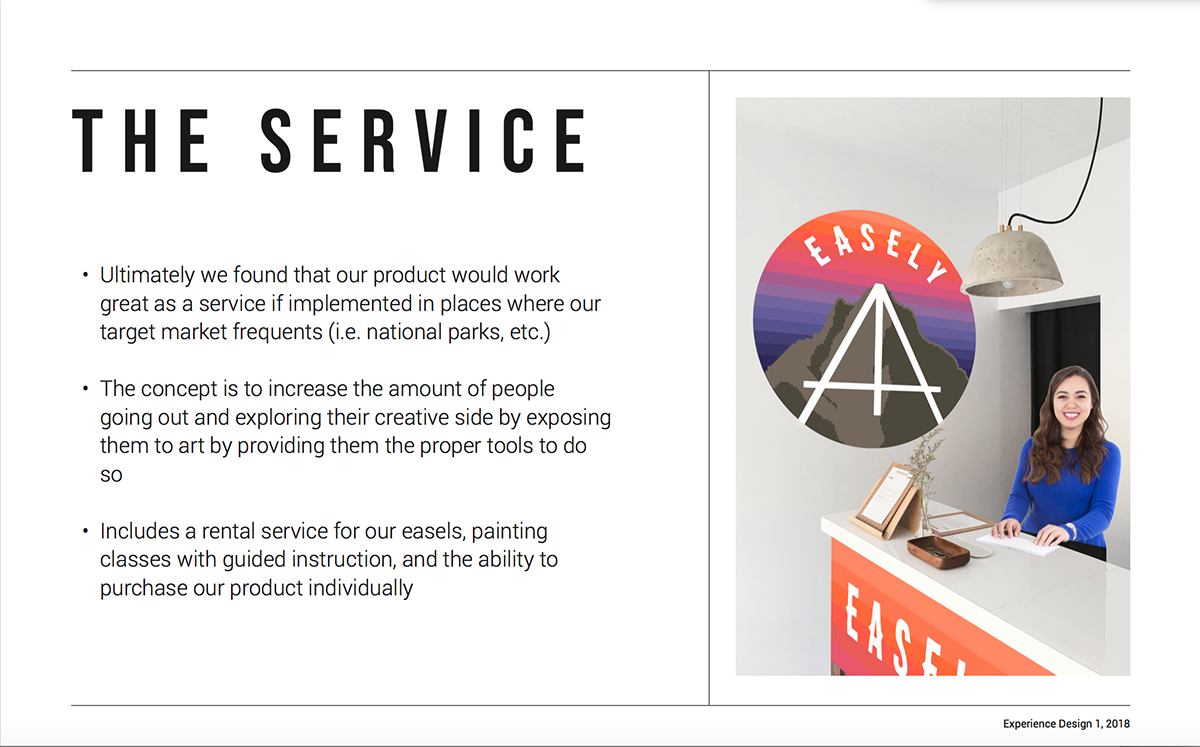 THE SERVICE
• Ultimately we found that our product would work
great as a service if implemented in places where our
target market frequents (i.e. national parks, etc.)
• The concept is to increase the amount of people
going out and exploring their creative side by exposing
them to art by providing them the proper tools to do
so
• Includes a rental service for our easels, painting
classes with guided instruction, and the ability to
purchase our product individually
EASELY
EASELY
Experience Design 1, 2018